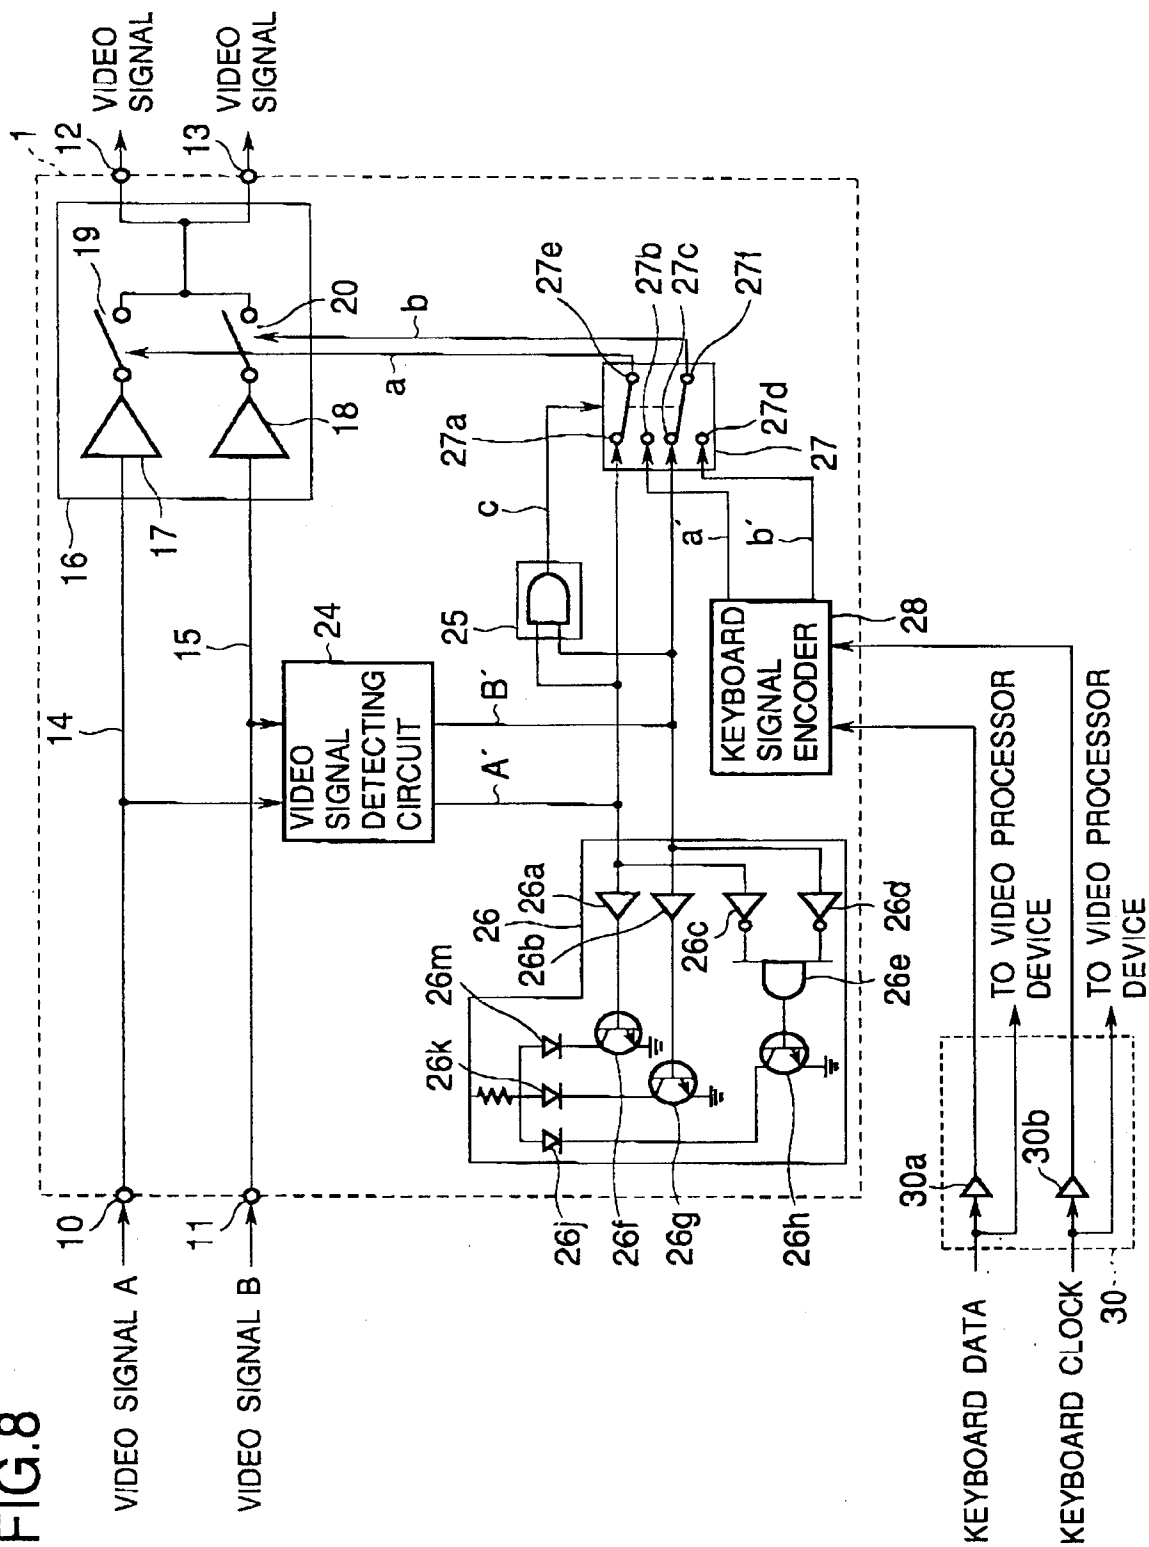 FIG.8
VIDEO SIGNAL A
VIDEO SIGNAL B
10
11
14
15
16
17
18
19
20
1
12
13
VIDEO
SIGNAL
VIDEO
SIGNAL
24
VIDEO
SIGNAL
DETECTING
CIRCUIT
A´
B´
25
c
a
b
27a
27e
27b
27c
27f
27d
27
a´
b´
KEYBOARD
SIGNAL
ENCODER
28
26
26a
26b
26c
26d
26e
26m
26k
26j
26f
26g
26h
KEYBOARD DATA
KEYBOARD CLOCK
30
30a
30b
TO VIDEO PROCESSOR
DEVICE
TO VIDEO PROCESSOR
DEVICE